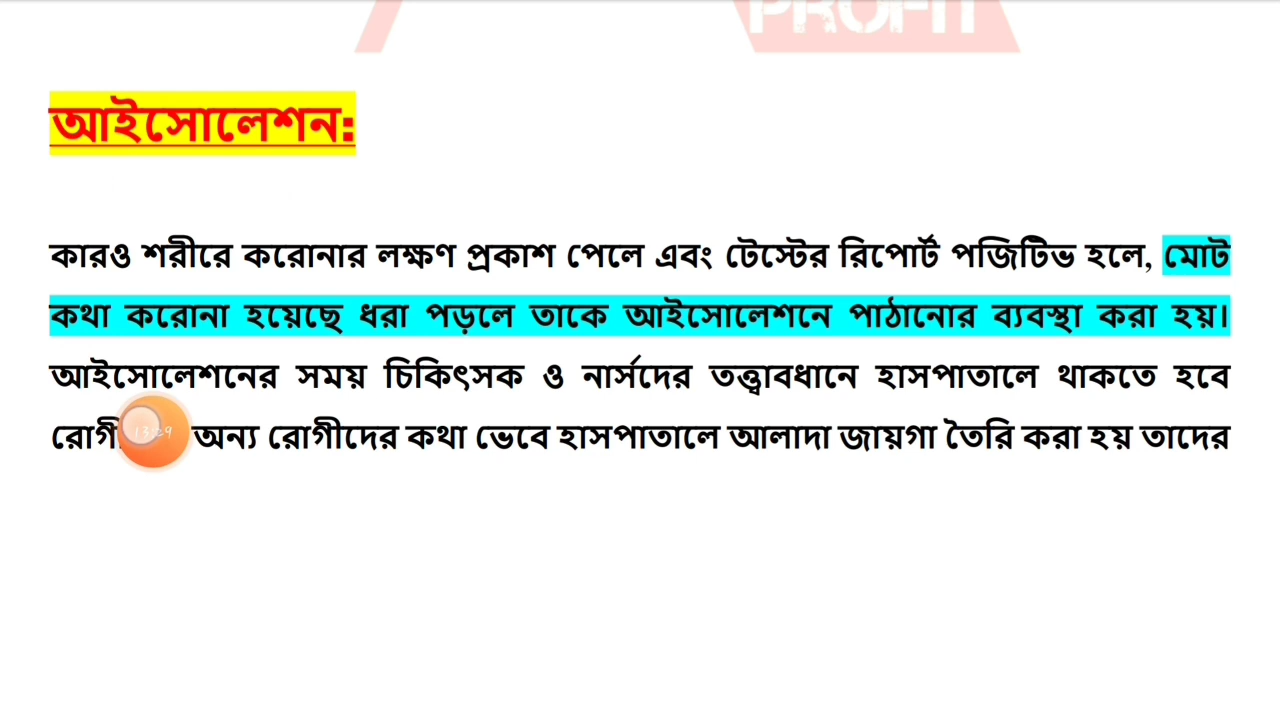 PROFIT
আইসোলেশন:
কারও শরীরে করোনার লক্ষণ প্রকাশ পেলে এবং টেস্টের রিপোর্ট পজিটিভ হলে, মোট
কথা করোনা হয়েছে ধরা পড়লে তাকে আইসোলেশনে পাঠানোর ব্যবস্থা করা হয়।
আইসোলেশনের সময় চিকিৎসক ও নার্সদের তত্ত্বাবধানে হাসপাতালে থাকতে হবে
অন্য রোগীদের কথা ভেবে হাসপাতালে আলাদা জায়গা তৈরি করা হয় তাদের